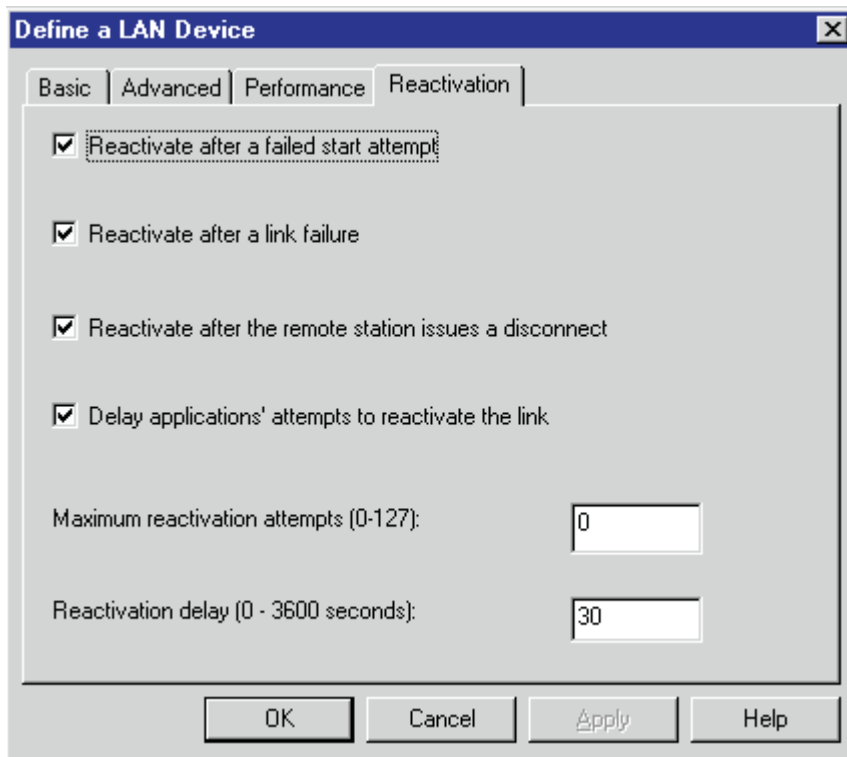 Define a LAN Device
Basic Advanced Performance Reactivation
Reactivate after a failed start attempt
Reactivate after a link failure
Reactivate after the remote station issues a disconnect
Delay applications' attempts to reactivate the link
Maximum reactivation attempts (0-127): 0
Reactivation delay (0 - 3600 seconds): 30
OK Cancel Apply Help